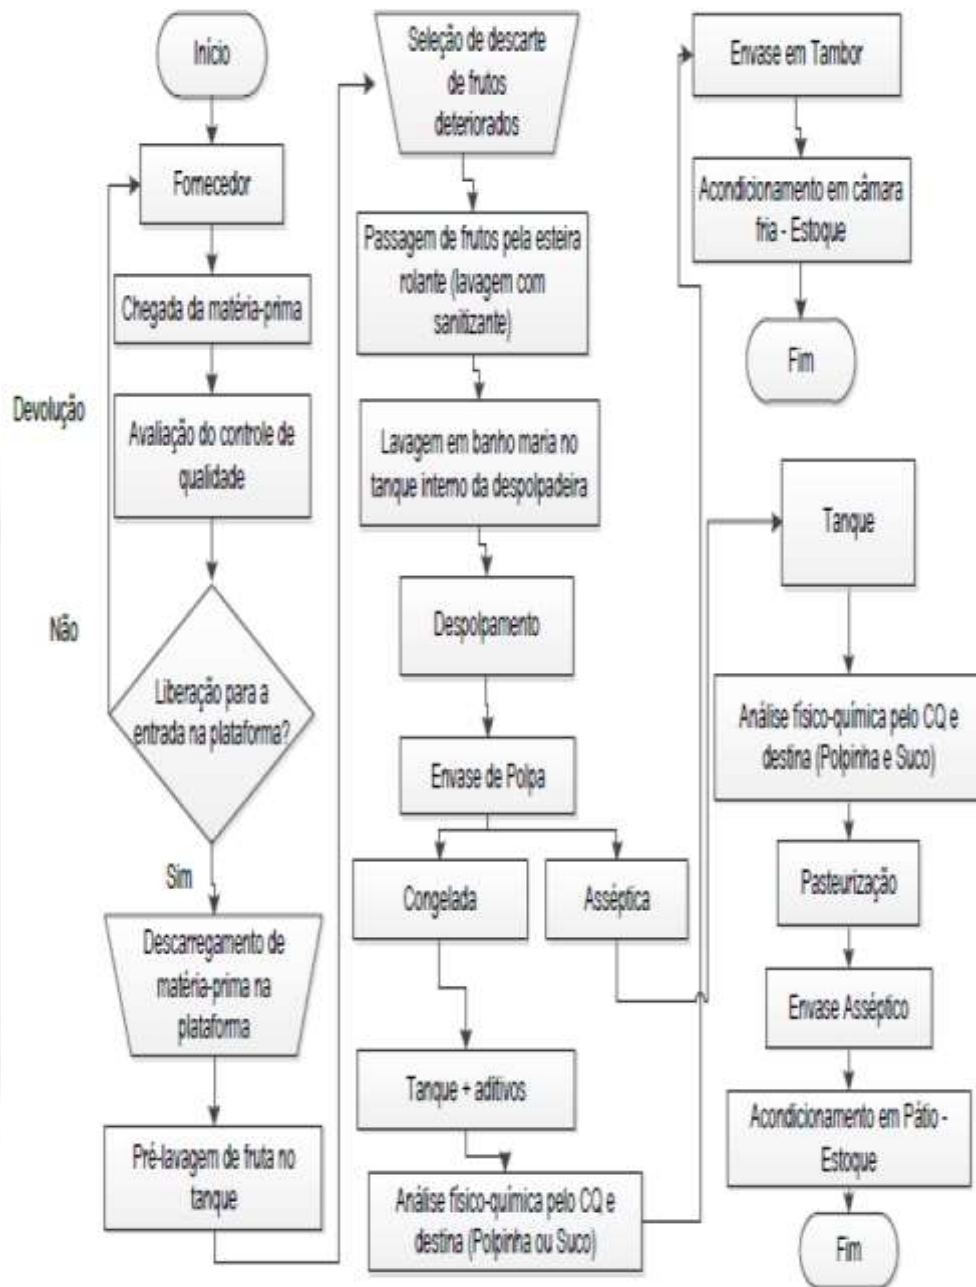 Início
Fornecedor
Chegada da matéria-prima
Devolução
Avaliação do controle de
qualidade
Não
Liberação para a
entrada na plataforma?
Sim
Descarregamento de
matéria-prima na
plataforma
Pré-lavagem de fruta no
tanque
Seleção de descarte
de frutos
deteriorados
Passagem de frutos pela esteira
rolante (lavagem com
sanitizante)
Lavagem em banho maria no
tanque interno da despolpadeira
Despolpamento
Envase de Polpa
Congelada
Asséptica
Tanque + aditivos
Análise físico-química pelo CQ e
destina (Polpinha ou Suco)
Envase em Tambor
Acondicionamento em câmara
fria - Estoque
Fim
Tanque
Análise físico-química pelo CQ e
destina (Polpinha e Suco)
Pasteurização
Envase Asséptico
Acondicionamento em Pátio -
Estoque
Fim